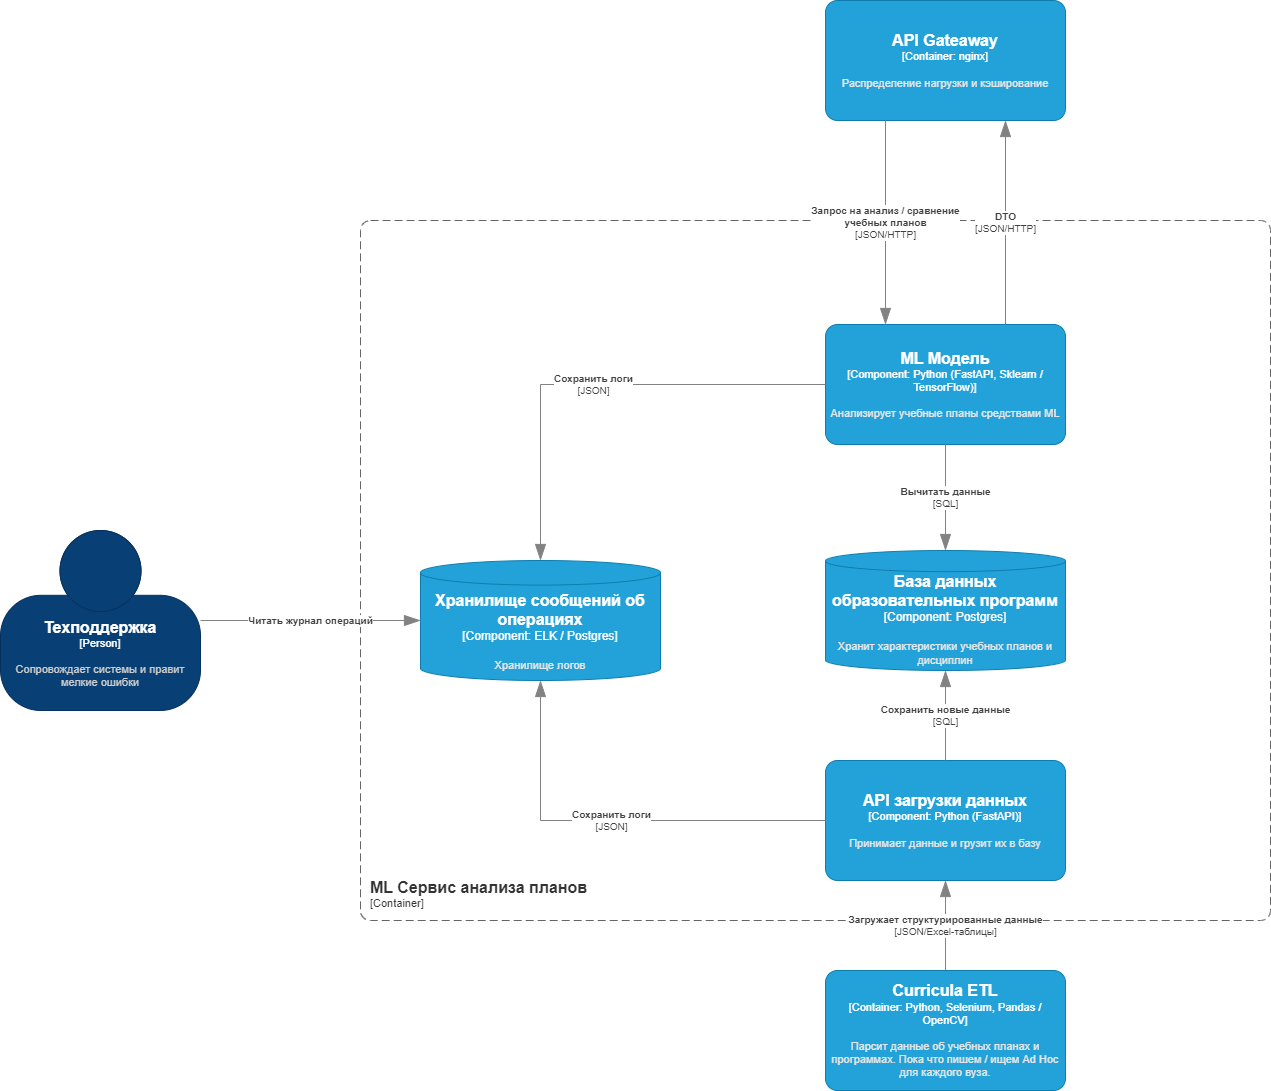 API Gateaway
[Container: nginx]
Распределение нагрузки и кэширование
Запрос на анализ / сравнение
учебных планов
[JSON/HTTP]
DTO
[JSON/HTTP]
ML Модель
[Component: Python (FastAPI, Sklearn /
TensorFlow)]
Анализирует учебные планы средствами ML
Сохранить логи
[JSON]
Вычитать данные
[SQL]
Техподдержка
[Person]
Сопровождает системы и правит
мелкие ошибки
Читать журнал операций
Хранилище сообщений об
операциях
[Component: ELK / Postgres]
Хранилище логов
База данных
образовательных программ
[Component: Postgres]
Хранит характеристики учебных планов и
дисциплин
Сохранить новые данные
[SQL]
API загрузки данных
[Component: Python (FastAPI)]
Принимает данные и грузит их в базу
Сохранить логи
[JSON]
ML Сервис анализа планов
[Container]
Загружает структурированные данные
[JSON/Excel-таблицы]
Curricula ETL
[Container: Python, Selenium, Pandas /
OpenCV]
Парсит данные об учебных планах и
программах. Пока что пишем / ищем Ad Hoc
для каждого вуза.